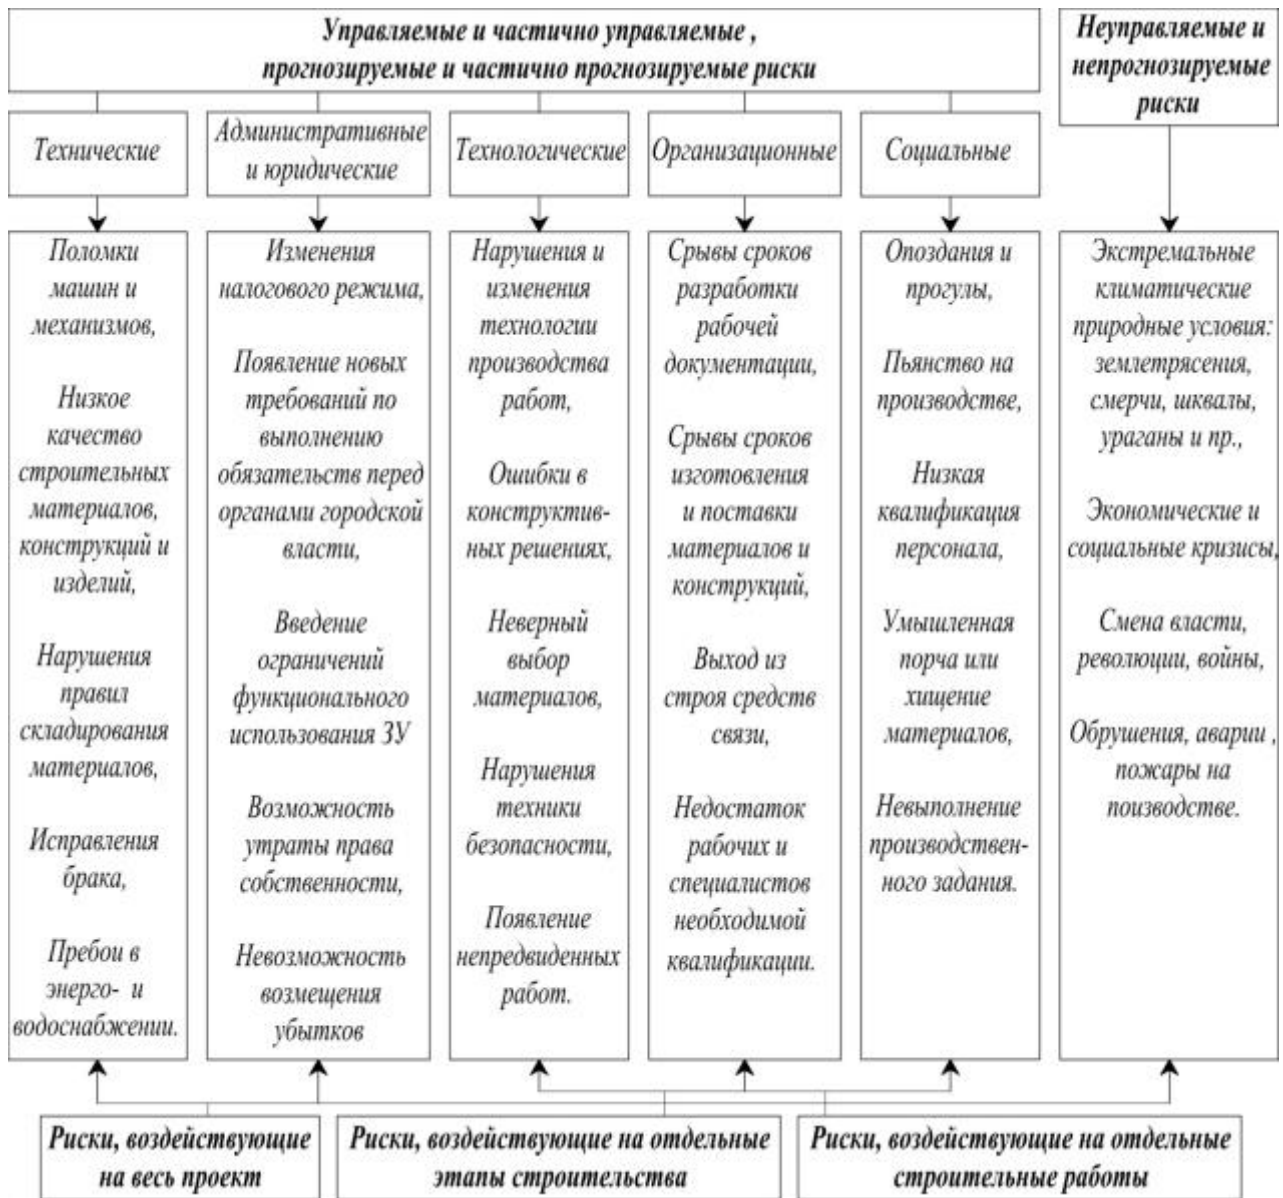 Управляемые и частично управляемые ,
прогнозируемые и частично прогнозируемые риски
Неуправляемые и
непрогнозируемые
риски
Технические
Административные
и юридические
Технологические
Организационные
Социальные
Поломки
машин и
механизмов,
Низкое
качество
строительных
материалов,
конструкций и
изделий,
Нарушения
правил
складирования
материалов,
Исправления
брака,
Пребои в
энерго- и
водоснабжении.
Изменения
налогового режима,
Появление новых
требований по
выполнению
обязательств перед
органами городской
власти,
Введение
ограничений
функционального
использования ЗУ
Возможность
утраты права
собственности,
Невозможность
возмещения
убытков
Нарушения и
изменения
технологии
производства
работ,
Ошибки в
конструктив-
ных решениях,
Неверный
выбор
материалов,
Нарушения
техники
безопасности,
Появление
непредвиденных
работ.
Срывы сроков
разработки
рабочей
документации,
Срывы сроков
изготовления
и поставки
материалов и
конструкций,
Выход из
строя средств
связи,
Недостаток
рабочих и
специалистов
необходимой
квалификации.
Опоздания и
прогулы,
Пьянство на
производстве,
Низкая
квалификация
персонала,
Умышленная
порча или
хищение
материалов,
Невыполнение
производствен-
ного задания.
Экстремальные
климатические
природные условия:
землетрясения,
смерчи, шквалы,
ураганы и пр.,
Экономические и
социальные кризисы,
Смена власти,
революции, войны,
Обрушения, аварии ,
пожары на
поизводстве.
Риски, воздействующие
на весь проект
Риски, воздействующие на отдельные
этапы строительства
Риски, воздействующие на отдельные
строительные работы